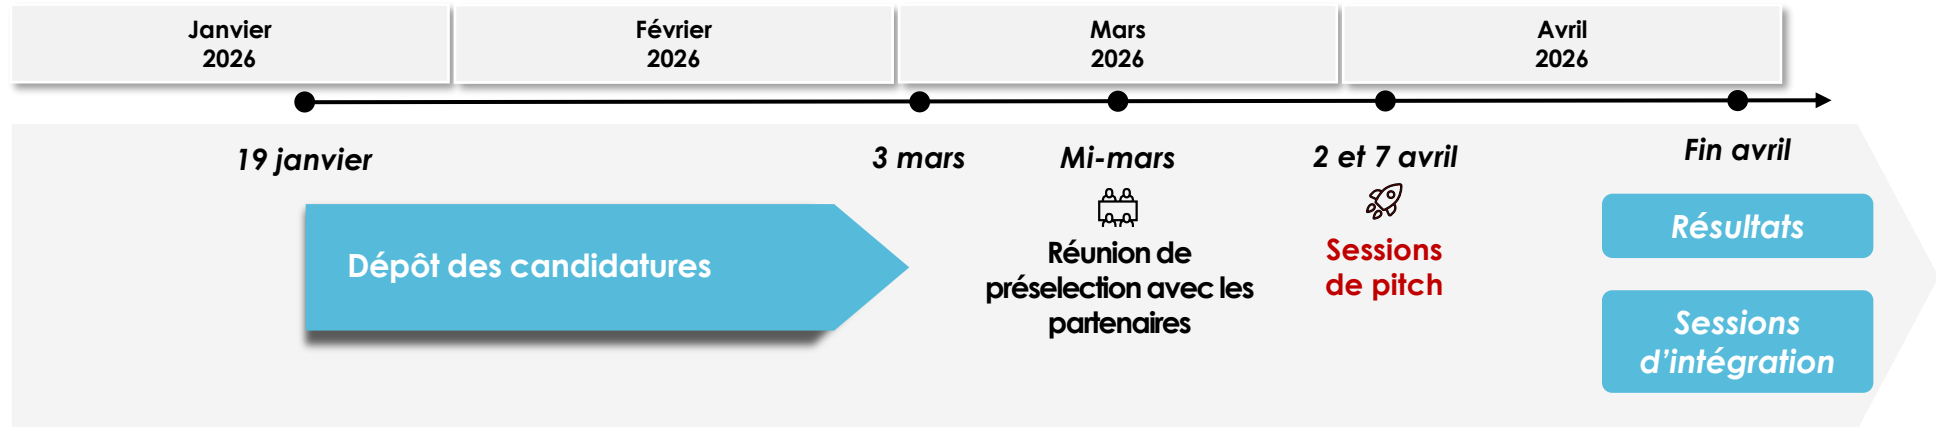 Janvier
2026
Février
2026
Mars
2026
Avril
2026
19 janvier
3 mars
Mi-mars
2 et 7 avril
Fin avril
Dépôt des candidatures
Réunion de
préselection avec les
partenaires
Sessions
de pitch
Résultats
Sessions
d’intégration